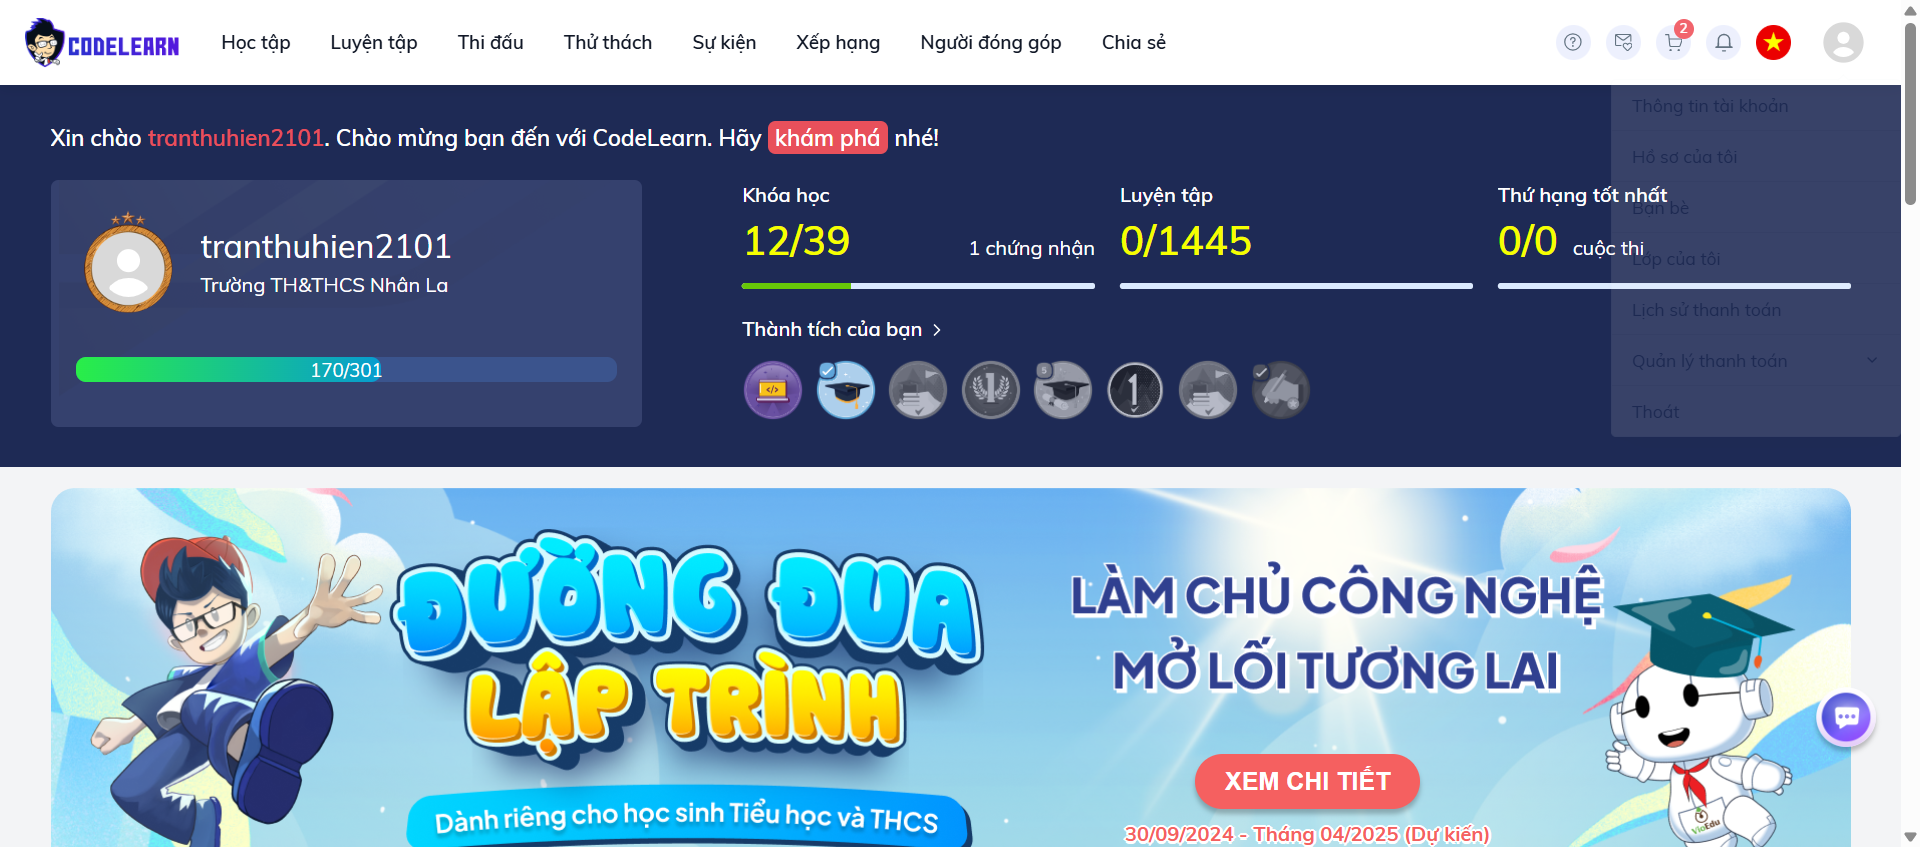 CODELEARN
Học tập
Luyện tập
Thi đấu
Thử thách
Sự kiện
Xếp hạng
Người đóng góp
Chia sẻ
2
Xin chào tranthuhien2101. Chào mừng bạn đến với CodeLearn. Hãy khám phá nhé!
tranthuhien2101
Trường TH&THCS Nhân La
170/301
Khóa học
12/39
1 chứng nhận
Luyện tập
0/1445
Thứ hạng tốt nhất
0/0 cuộc thi
Thành tích của bạn
</>
1
5
1
Thông tin tài khoản
Hồ sơ của tôi
Bạn bè
Lớp của tôi
Lịch sử thanh toán
Quản lý thanh toán
Thoát
ĐƯỜNG ĐUA
LẬP TRÌNH
Dành riêng cho học sinh Tiểu học và THCS
LÀM CHỦ CÔNG NGHỆ
MỞ LỐI TƯƠNG LAI
XEM CHI TIẾT
30/09/2024 - Tháng 04/2025 (Dự kiến)
VioEdu